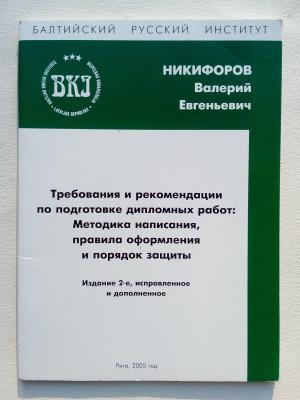 БАЛТИЙСКИЙ РУССКИЙ ИНСТИТУТ
БКІ
НИКИФОРОВ
Валерий
Евгеньевич
Требования и рекомендации
по подготовке дипломных работ:
Методика написания,
правила оформления
и порядок защиты
Издание 2-е, исправленное
и дополненное
Рига, 2005 год